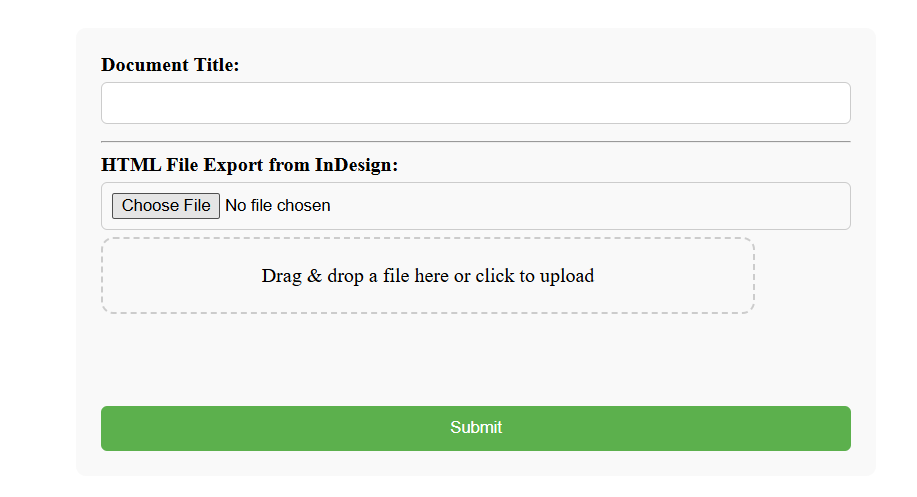 Document Title:
HTML File Export from InDesign:
Choose File No file chosen
Drag & drop a file here or click to upload
Submit